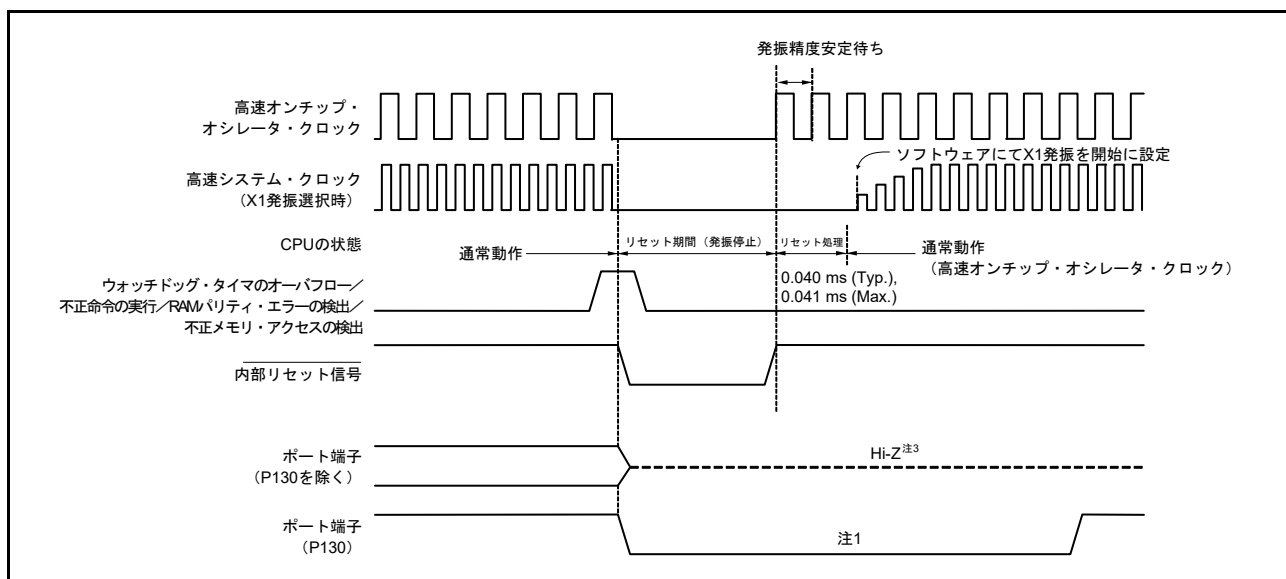 発振精度安定待ち
高速オンチップ・
オシレータ・クロック
ソフトウェアにてX1発振を開始に設定
高速システム・クロック
（X1発振選択時）
CPUの状態
通常動作
リセット期間（発振停止）
リセット処理
通常動作
（高速オンチップ・オシレータ・クロック）
0.040 ms (Typ.),
0.041 ms (Max.)
ウォッチドッグ・タイマのオーバフロー／
不正命令の実行／RAMパリティ・エラーの検出／
不正メモリ・アクセスの検出
内部リセット信号
ポート端子
（P130を除く）
Hi-Z注3
ポート端子
（P130）
注1